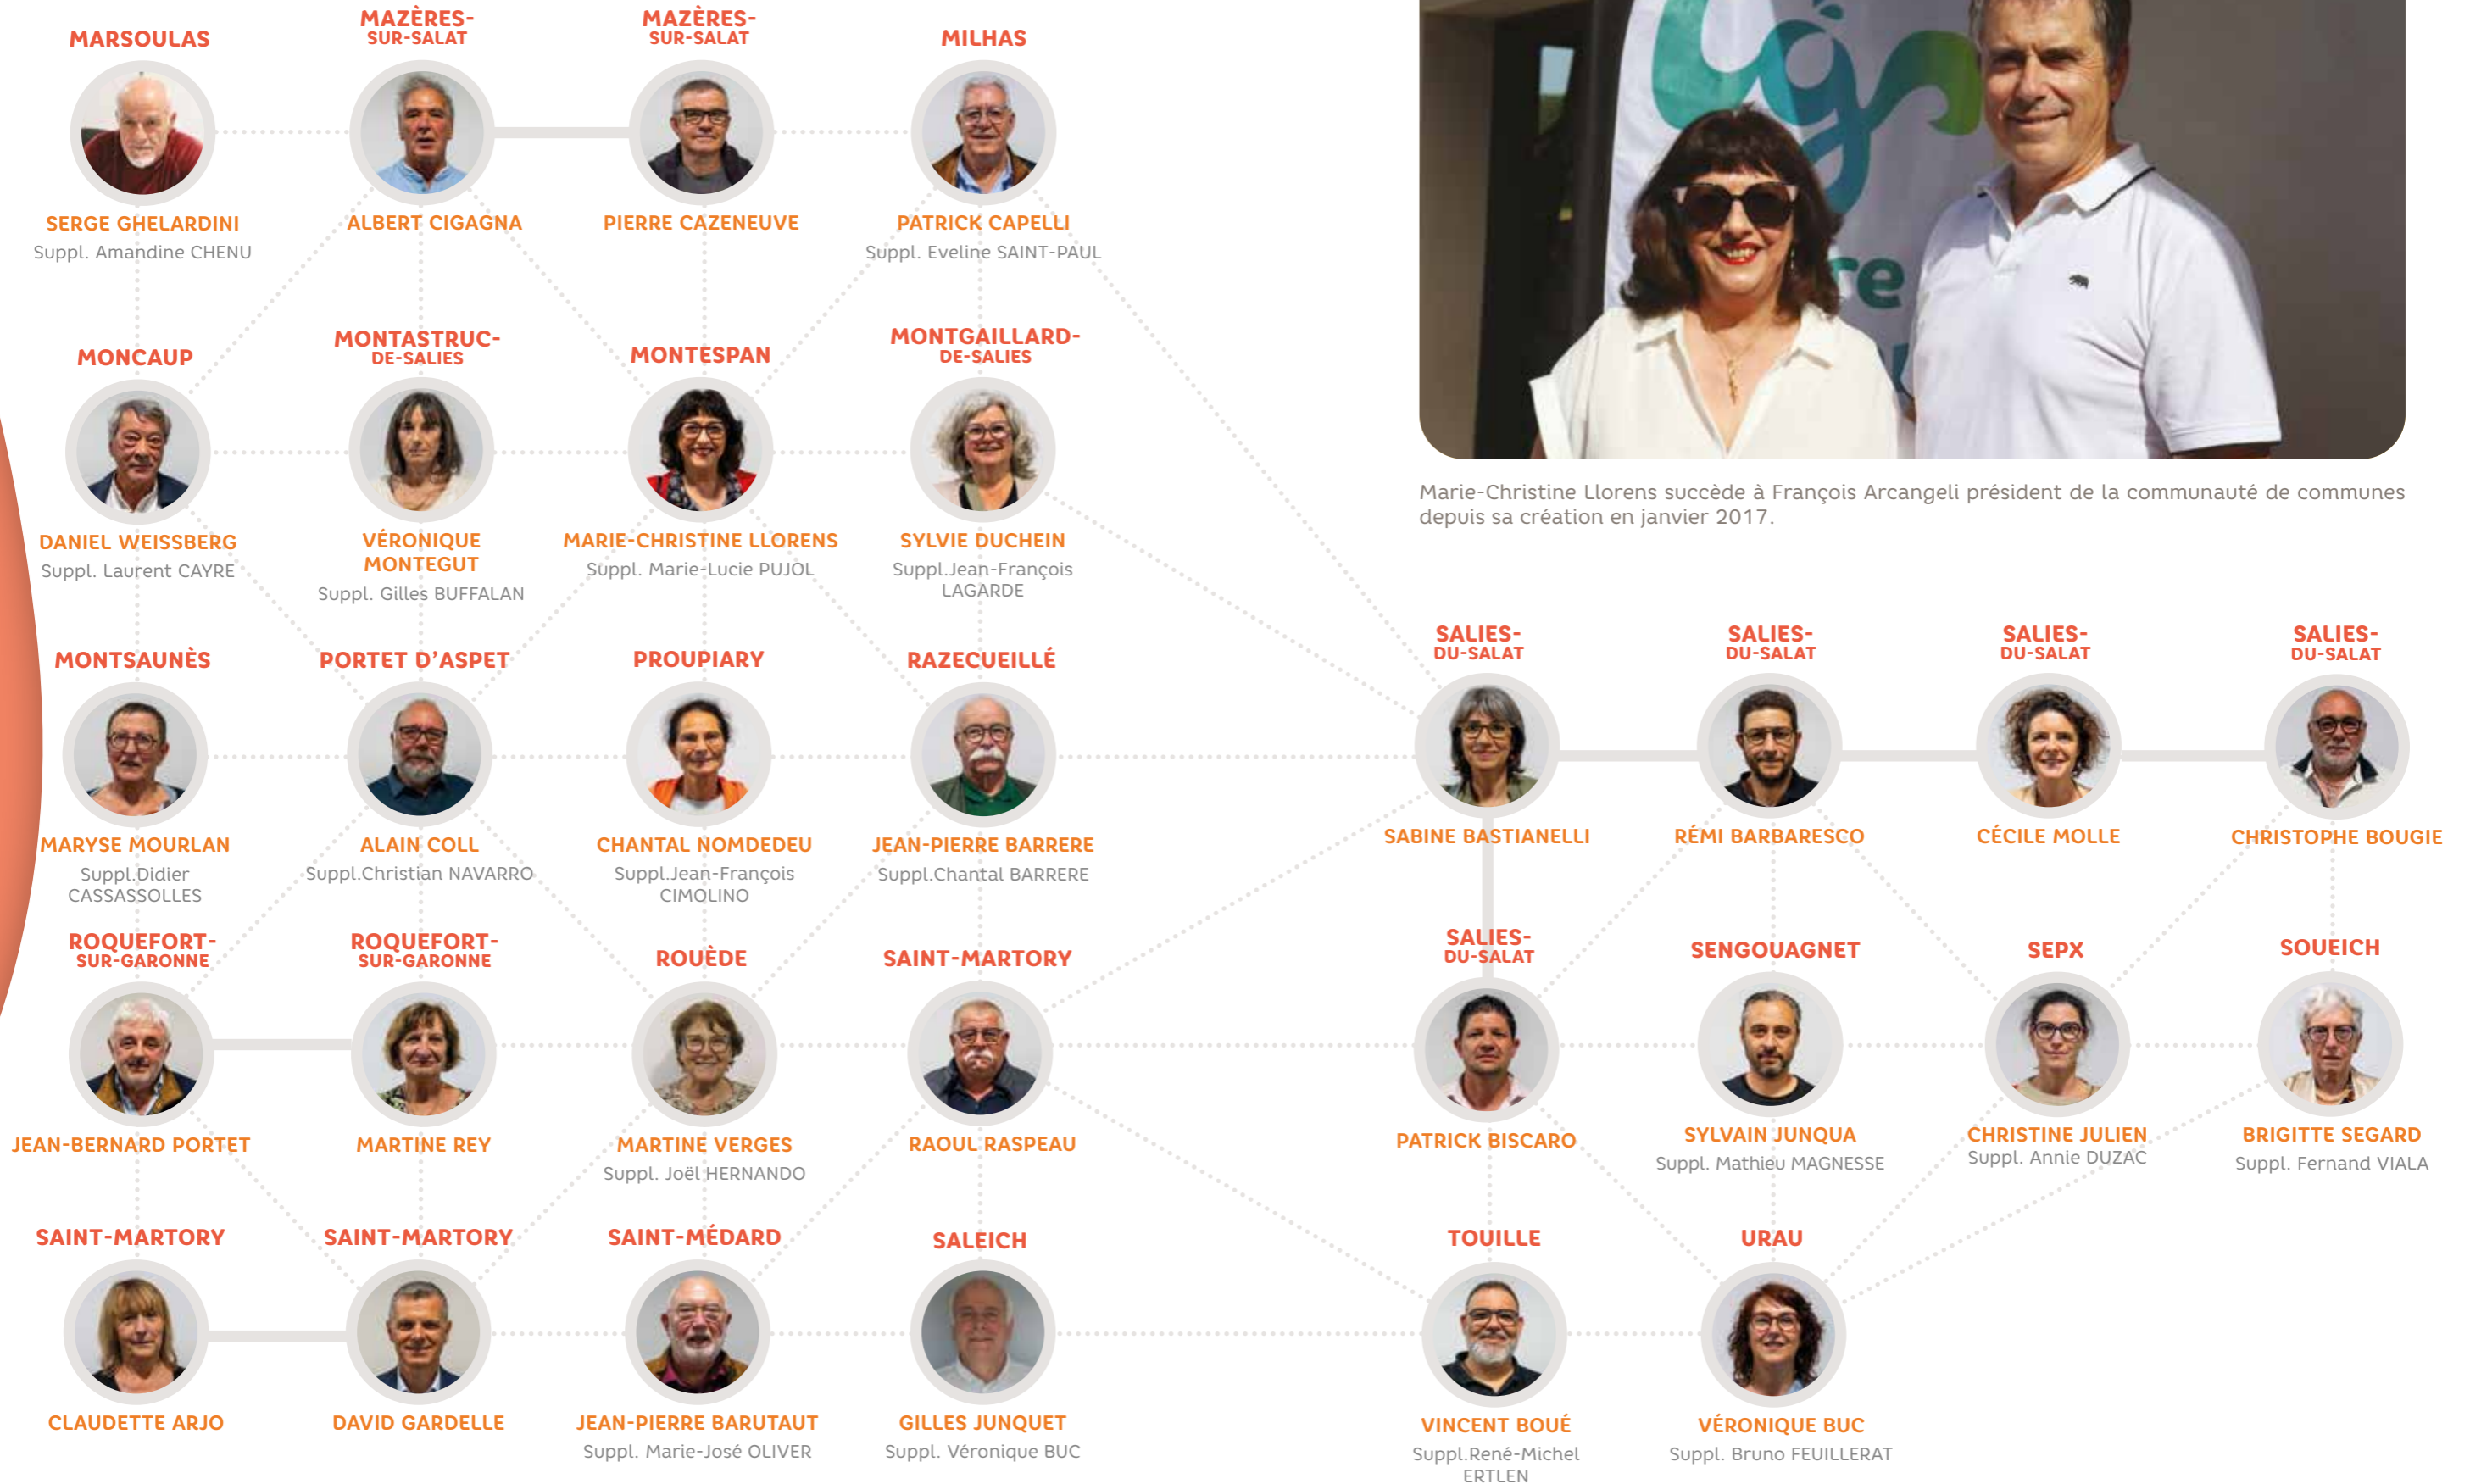 MARSOULAS
SERGE GHELARDINI
Suppl. Amandine CHENU
MAZÈRES-
SUR-SALAT
ALBERT CIGAGNA
MAZÈRES-
SUR-SALAT
PIERRE CAZENEUVE
MILHAS
PATRICK CAPELLI
Suppl. Eveline SAINT-PAUL
MONCAUP
DANIEL WEISSBERG
Suppl. Laurent CAYRE
MONTASTRUC-
DE-SALIES
VÉRONIQUE
MONTEGUT
Suppl. Gilles BUFFALAN
MONTESPAN
MARIE-CHRISTINE LLORENS
Suppl. Marie-Lucie PUJOL
MONTGAILLARD-
DE-SALIES
SYLVIE DUCHEIN
Suppl.Jean-François
LAGARDE
MONTSAUNÈS
MARYSE MOURLAN
Suppl.Didier
CASSASSOLLES
PORTET D'ASPET
ALAIN COLL
Suppl.Christian NAVARRO
PROUPIARY
CHANTAL NOMDEDEU
Suppl.Jean-François
CIMOLINO
RAZECUEILLÉ
JEAN-PIERRE BARRERE
Suppl.Chantal BARRERE
ROQUEFORT-
SUR-GARONNE
JEAN-BERNARD PORTET
ROQUEFORT-
SUR-GARONNE
MARTINE REY
ROUÈDE
MARTINE VERGES
Suppl. Joël HERNANDO
SAINT-MARTORY
RAOUL RASPEAU
SAINT-MARTORY
CLAUDETTE ARJO
SAINT-MARTORY
DAVID GARDELLE
SAINT-MÉDARD
JEAN-PIERRE BARUTAUT
Suppl. Marie-José OLIVER
SALEICH
GILLES JUNQUET
Suppl. Véronique BUC
re
Marie-Christine Llorens succède à François Arcangeli président de la communauté de communes
depuis sa création en janvier 2017.
SALIES-
DU-SALAT
SABINE BASTIANELLI
SALIES-
DU-SALAT
RÉMI BARBARESCO
SALIES-
DU-SALAT
CÉCILE MOLLE
SALIES-
DU-SALAT
CHRISTOPHE BOUGIE
SALIES-
DU-SALAT
PATRICK BISCARO
SENGOUAGNET
SYLVAIN JUNQUA
Suppl. Mathieu MAGNESSE
SEPX
CHRISTINE JULIEN
Suppl. Annie DUZAC
SOUEICH
BRIGITTE SEGARD
Suppl. Fernand VIALA
TOUILLE
VINCENT BOUÉ
Suppl.René-Michel
ERTLEN
URAU
VÉRONIQUE BUC
Suppl. Bruno FEUILLERAT